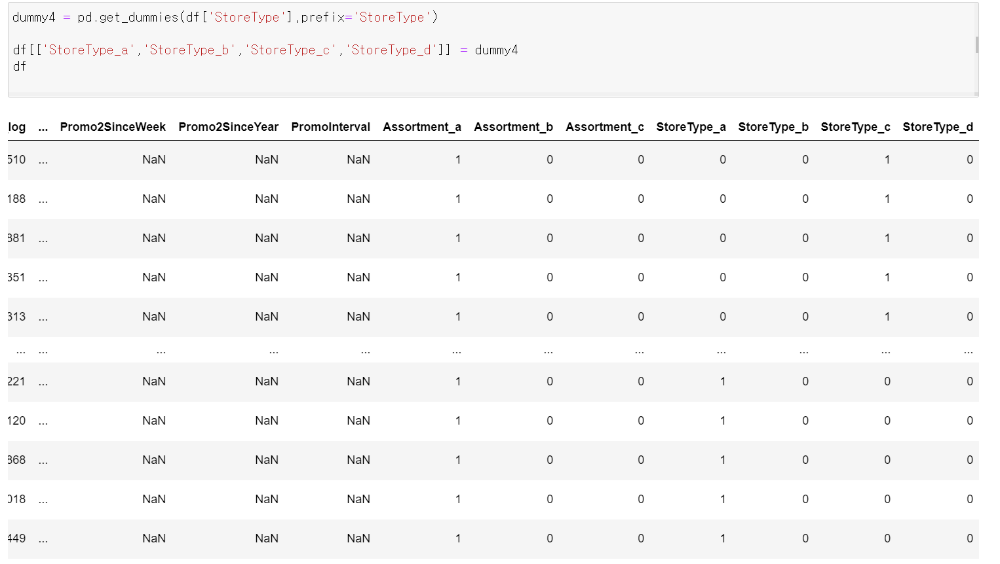 dummy4 = pd.get_dummies(df['StoreType'],prefix='StoreType')
df[['StoreType_a','StoreType_b','StoreType_c','StoreType_d']] = dummy4
df
log ... Promo2SinceWeek Promo2SinceYear PromoInterval Assortment_a Assortment_b Assortment_c StoreType_a StoreType_b StoreType_c StoreType_d
510 ... NaN NaN NaN 1 0 0 0 0 1 0
188 ... NaN NaN NaN 1 0 0 0 0 1 0
881 ... NaN NaN NaN 1 0 0 0 0 1 0
351 ... NaN NaN NaN 1 0 0 0 0 1 0
313 ... NaN NaN NaN 1 0 0 0 0 1 0
... ... ... ... ... ... ... ... ... ... ... ...
221 ... NaN NaN NaN 1 0 0 1 0 0 0
120 ... NaN NaN NaN 1 0 0 1 0 0 0
868 ... NaN NaN NaN 1 0 0 1 0 0 0
018 ... NaN NaN NaN 1 0 0 1 0 0 0
449 ... NaN NaN NaN 1 0 0 1 0 0 0